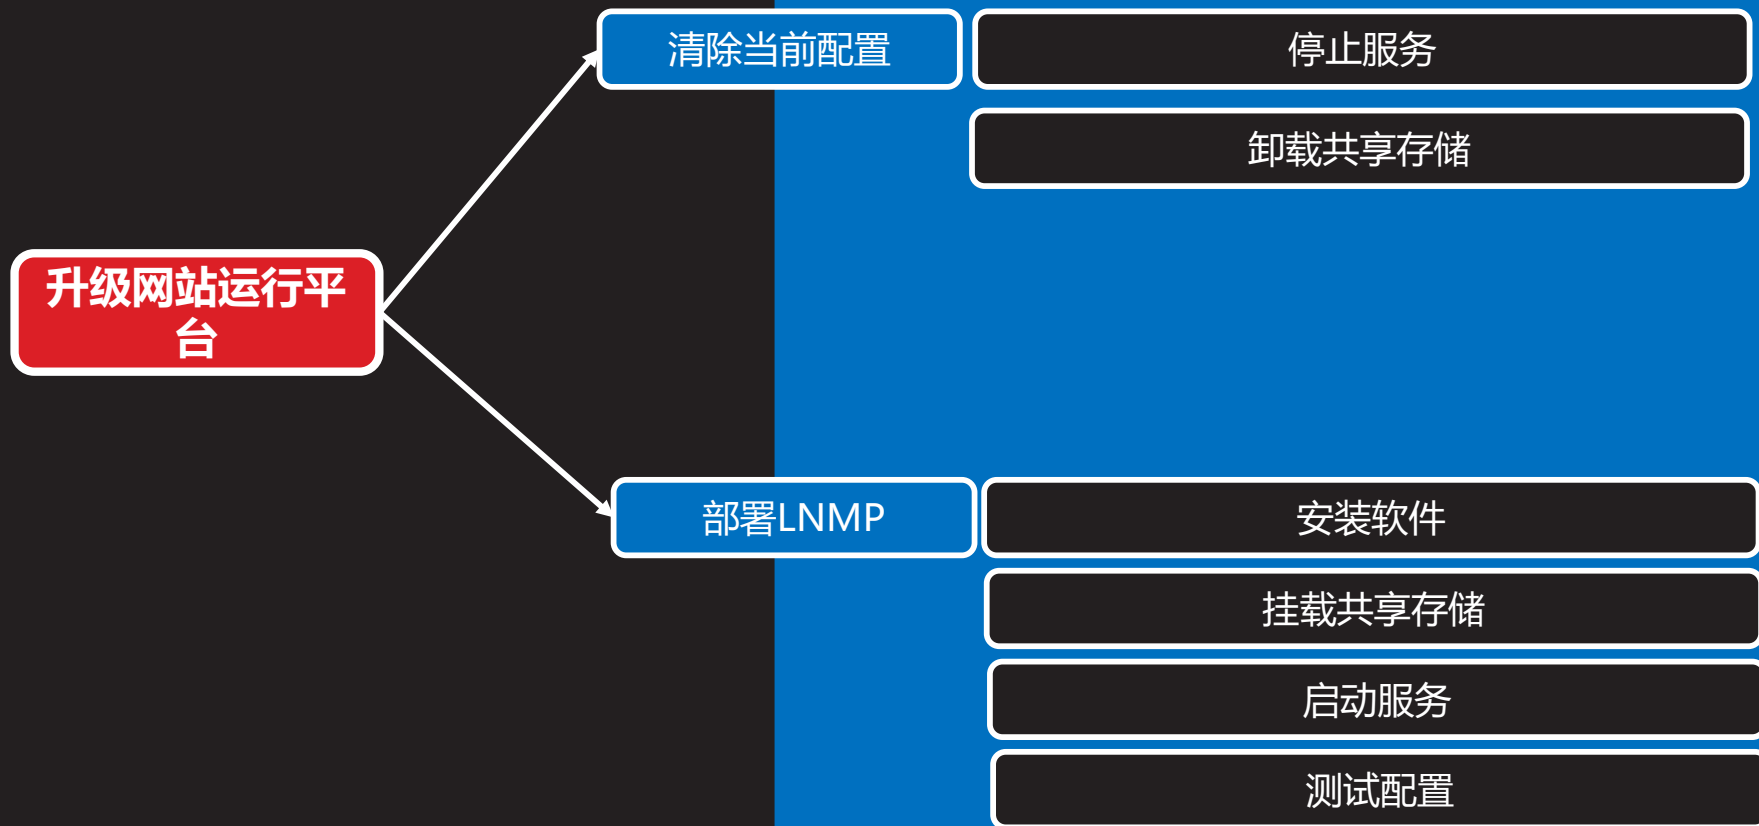 清除当前配置
停止服务
卸载共享存储
升级网站运行平
台
部署LNMP
安装软件
挂载共享存储
启动服务
测试配置